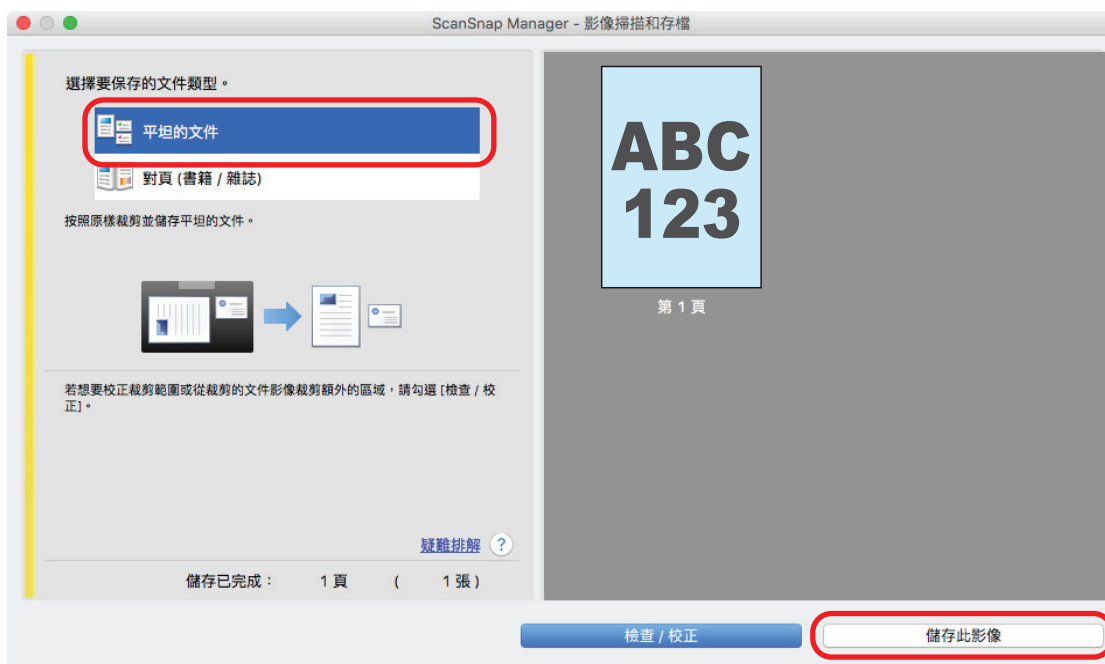 ScanSnap Manager - 影像掃描和存檔
選擇要保存的文件類型。
平坦的文件
對頁 (書籍 / 雜誌)
按照原樣裁剪並儲存平坦的文件。
若想要校正裁剪範圍或從裁剪的文件影像裁剪額外的區域,請勾選 [檢查 / 校
正]。
疑難排解 ?
儲存已完成: 1 頁 ( 1 張 )
ABC
123
第 1 頁
檢查 / 校正
儲存此影像